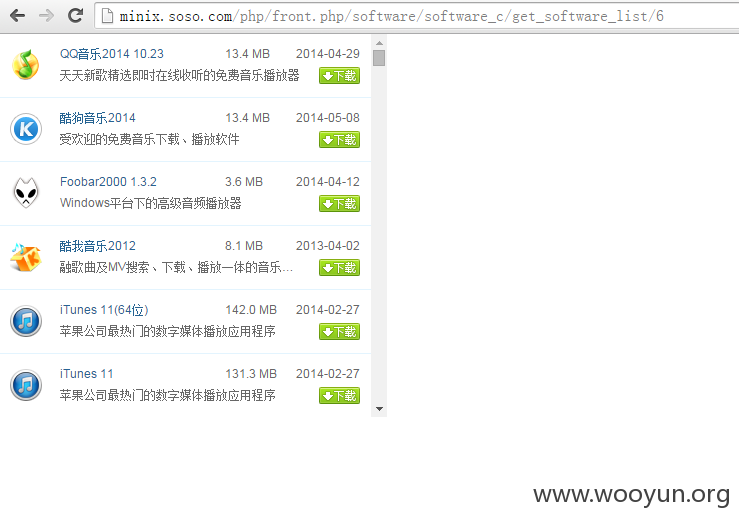 minix.soso.com/php/front.php/software/software_c/get_software_list/6
QQ音乐2014 10.23 13.4 MB 2014-04-29
天天新歌精选即时在线收听的免费音乐播放器 下载
酷狗音乐2014 13.4 MB 2014-05-08
受欢迎的免费音乐下载、播放软件 下载
Foobar2000 1.3.2 3.6 MB 2014-04-12
Windows平台下的高级音频播放器 下载
酷我音乐2012 8.1 MB 2013-04-02
融歌曲及MV搜索、下载、播放一体的音乐... 下载
iTunes 11(64位) 142.0 MB 2014-02-27
苹果公司最热门的数字媒体播放应用程序 下载
iTunes 11 131.3 MB 2014-02-27
苹果公司最热门的数字媒体播放应用程序 下载
www.wooyun.org